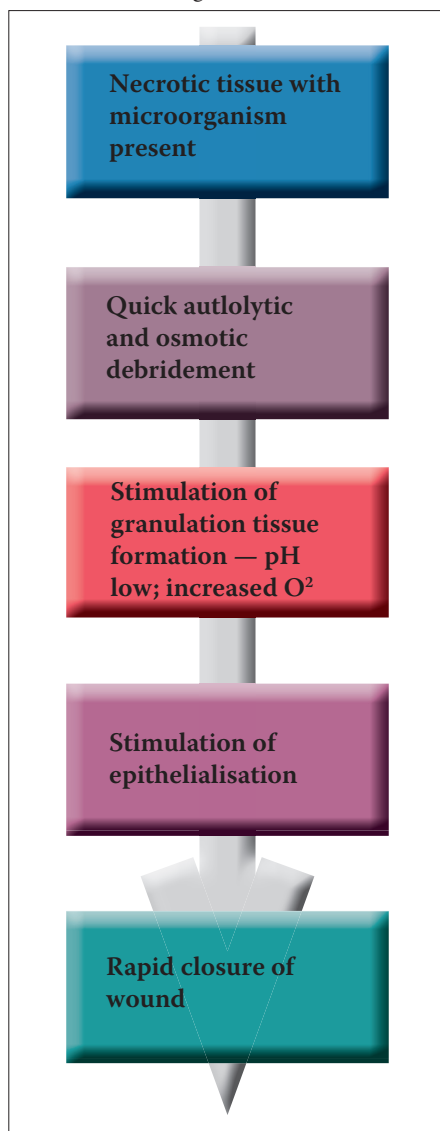 Necrotic tissue with
microorganism
present
Quick autlolytic
and osmotic
debridement
Stimulation of
granulation tissue
formation — pH
low; increased O²
Stimulation of
epithelialisation
Rapid closure of
wound